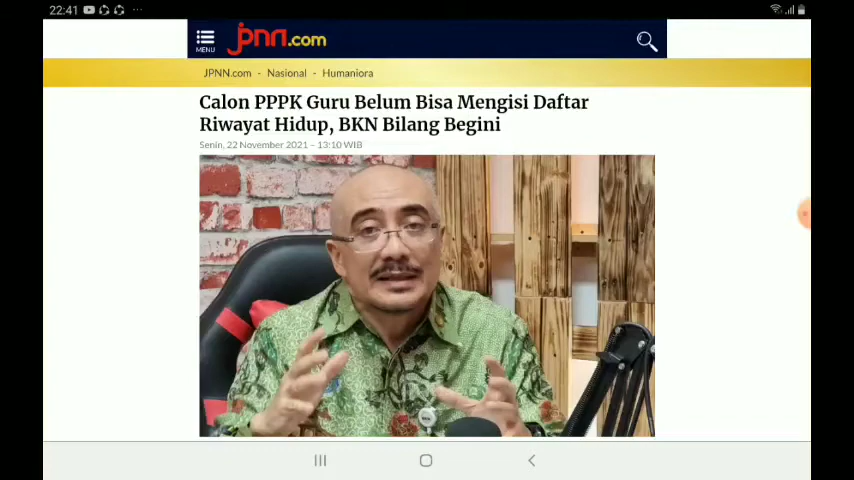 22:41
MENU
jpnn.com
JPNN.com - Nasional - Humaniora
Calon PPPK Guru Belum Bisa Mengisi Daftar
Riwayat Hidup, BKN Bilang Begini
Senin, 22 November 2021 – 13:10 WIB